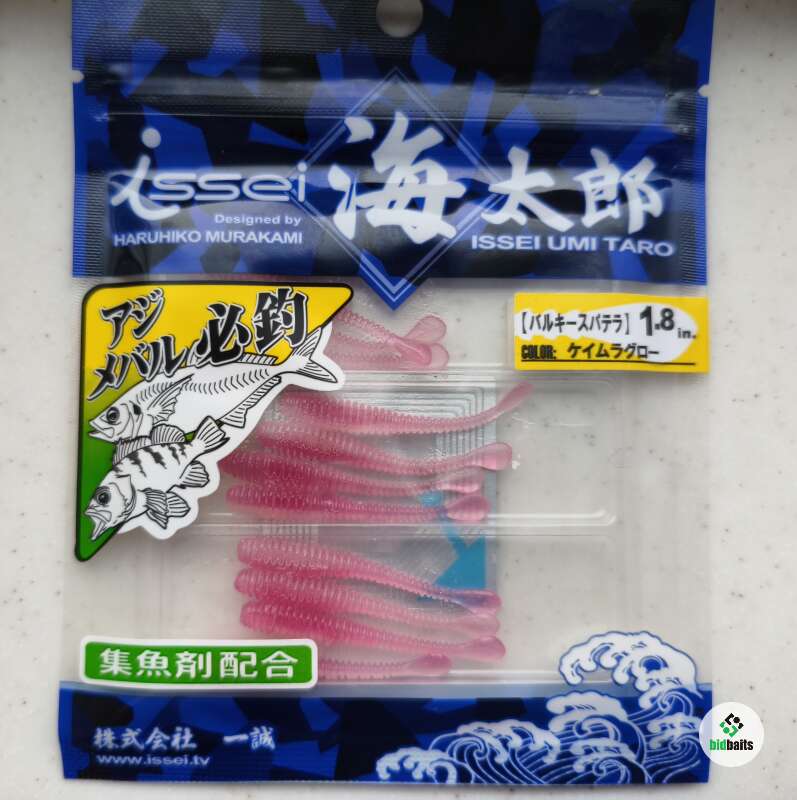 issei
Designed by
HARUHIKO MURAKAMI
海太郎
ISSEI UMI TARO
アジ
メバル必釣
【バルキースパテラ】1.8in.
COLOR: ケイムラグロー
集魚剤配合
株式会社 一誠
www.issei.tv
bidbaits